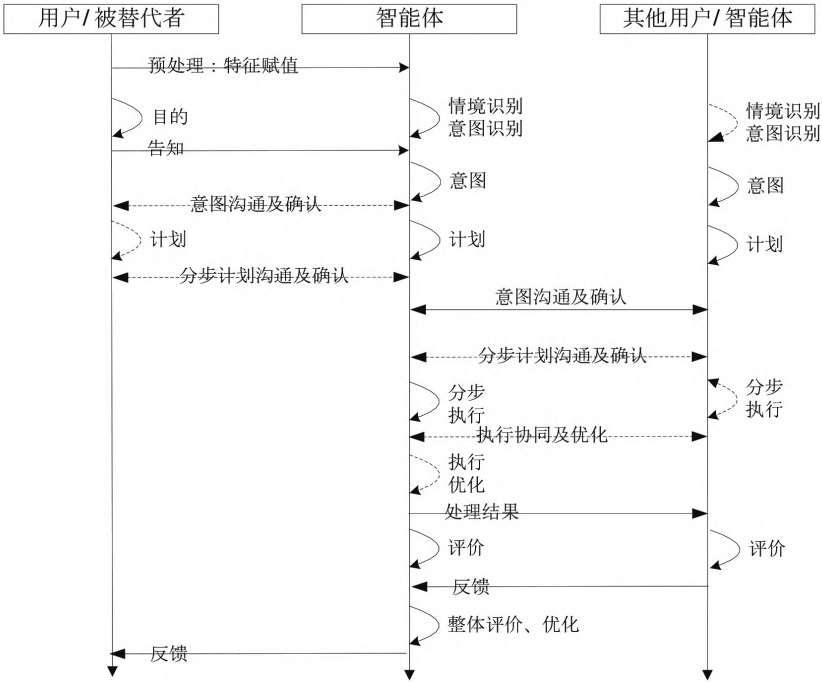 用户/被替代者
智能体
其他用户/智能体
预处理：特征赋值
目的
情境识别
意图识别
情境识别
意图识别
告知
意图
意图
意图沟通及确认
计划
计划
计划
分步计划沟通及确认
意图沟通及确认
分步计划沟通及确认
分步
执行
分步
执行
执行协同及优化
执行
优化
处理结果
评价
评价
反馈
整体评价、优化
反馈